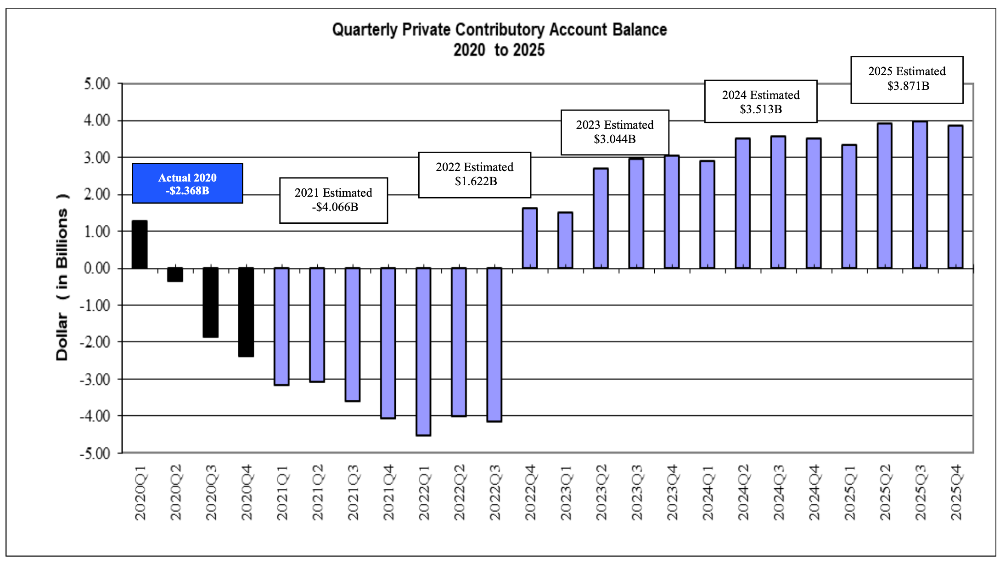 Quarterly Private Contributory Account Balance
2020 to 2025
2025 Estimated
$3.871B
2024 Estimated
$3.513B
2023 Estimated
$3.044B
2022 Estimated
$1.622B
Actual 2020
-$2.368B
2021 Estimated
-$4.066B
Dollar ( in Billions )
5.00
4.00
3.00
2.00
1.00
0.00
-1.00
-2.00
-3.00
-4.00
-5.00
2020Q1
2020Q2
2020Q3
2020Q4
2021Q1
2021Q2
2021Q3
2021Q4
2022Q1
2022Q2
2022Q3
2022Q4
2023Q1
2023Q2
2023Q3
2023Q4
2024Q1
2024Q2
2024Q3
2024Q4
2025Q1
2025Q2
2025Q3
2025Q4